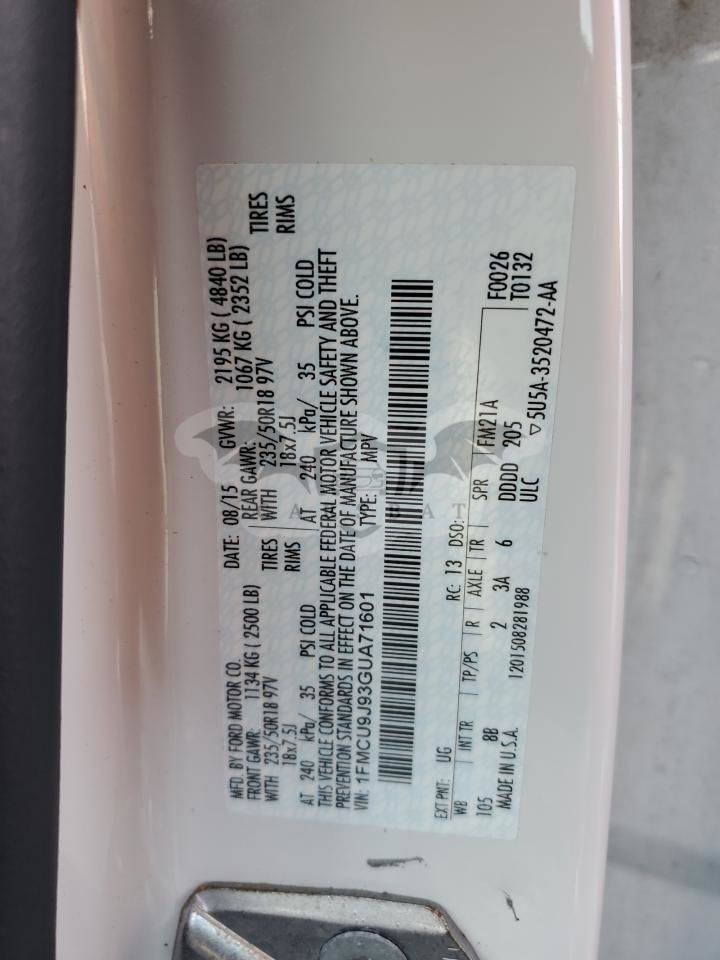 MFD. BY FORD MOTOR CO.
DATE: 08/15 GVWR: 2195 KG ( 4840 LB)
FRONT GAWR: 1134 KG ( 2500 LB) REAR GAWR: 1067 KG ( 2352 LB)
WITH 235/50R18 97V TIRES WITH 235/50R18 97V TIRES
18x7.5J RIMS 18x7.5J RIMS
AT 240 kPa/ 35 PSI COLD AT 240 kPa/ 35 PSI COLD
THIS VEHICLE CONFORMS TO ALL APPLICABLE FEDERAL MOTOR VEHICLE SAFETY AND THEFT
PREVENTION STANDARDS IN EFFECT ON THE DATE OF MANUFACTURE SHOWN ABOVE.
VIN: 1FMCU9J93GUA71601 TYPE: MPV
F0026
T0132
EXT PNT: UG RC: 13 DSO:
WB INT TR TP/PS R AXLE TR SPR FM21A
105 8B 2 3A 6 DDDD 205
MADE IN U.S.A. 1201508281988 ULC ▽5U5A-3520472-AA